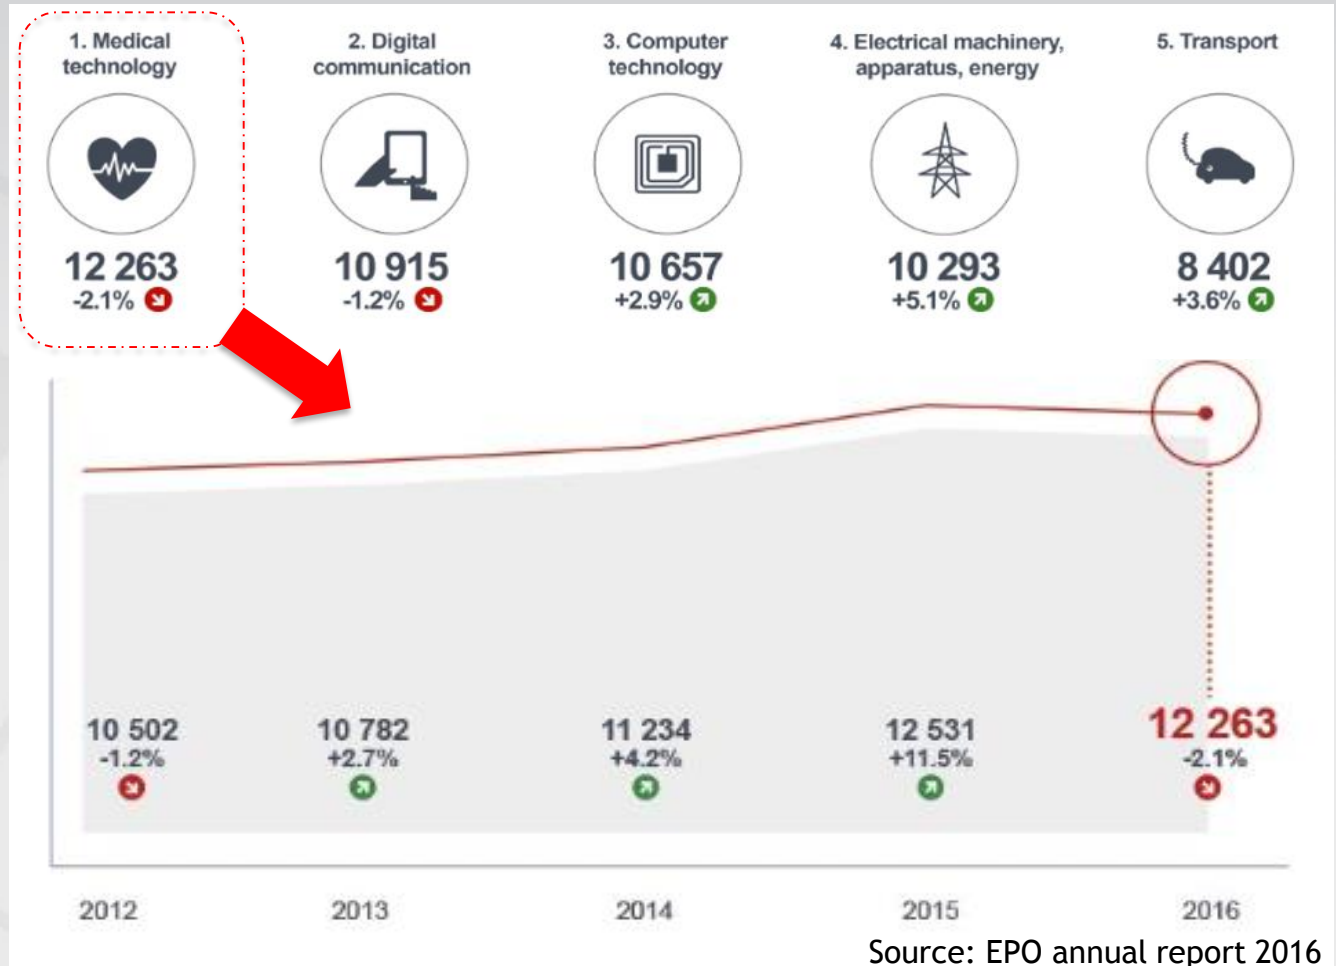 1. Medical
technology
2. Digital
communication
3. Computer
technology
4. Electrical machinery,
apparatus, energy
5. Transport
12 263
-2.1%
10 915
-1.2%
10 657
+2.9%
10 293
+5.1%
8 402
+3.6%
10 502
-1.2%
10 782
+2.7%
11 234
+4.2%
12 531
+11.5%
12 263
-2.1%
2012
2013
2014
2015
2016
Source: EPO annual report 2016